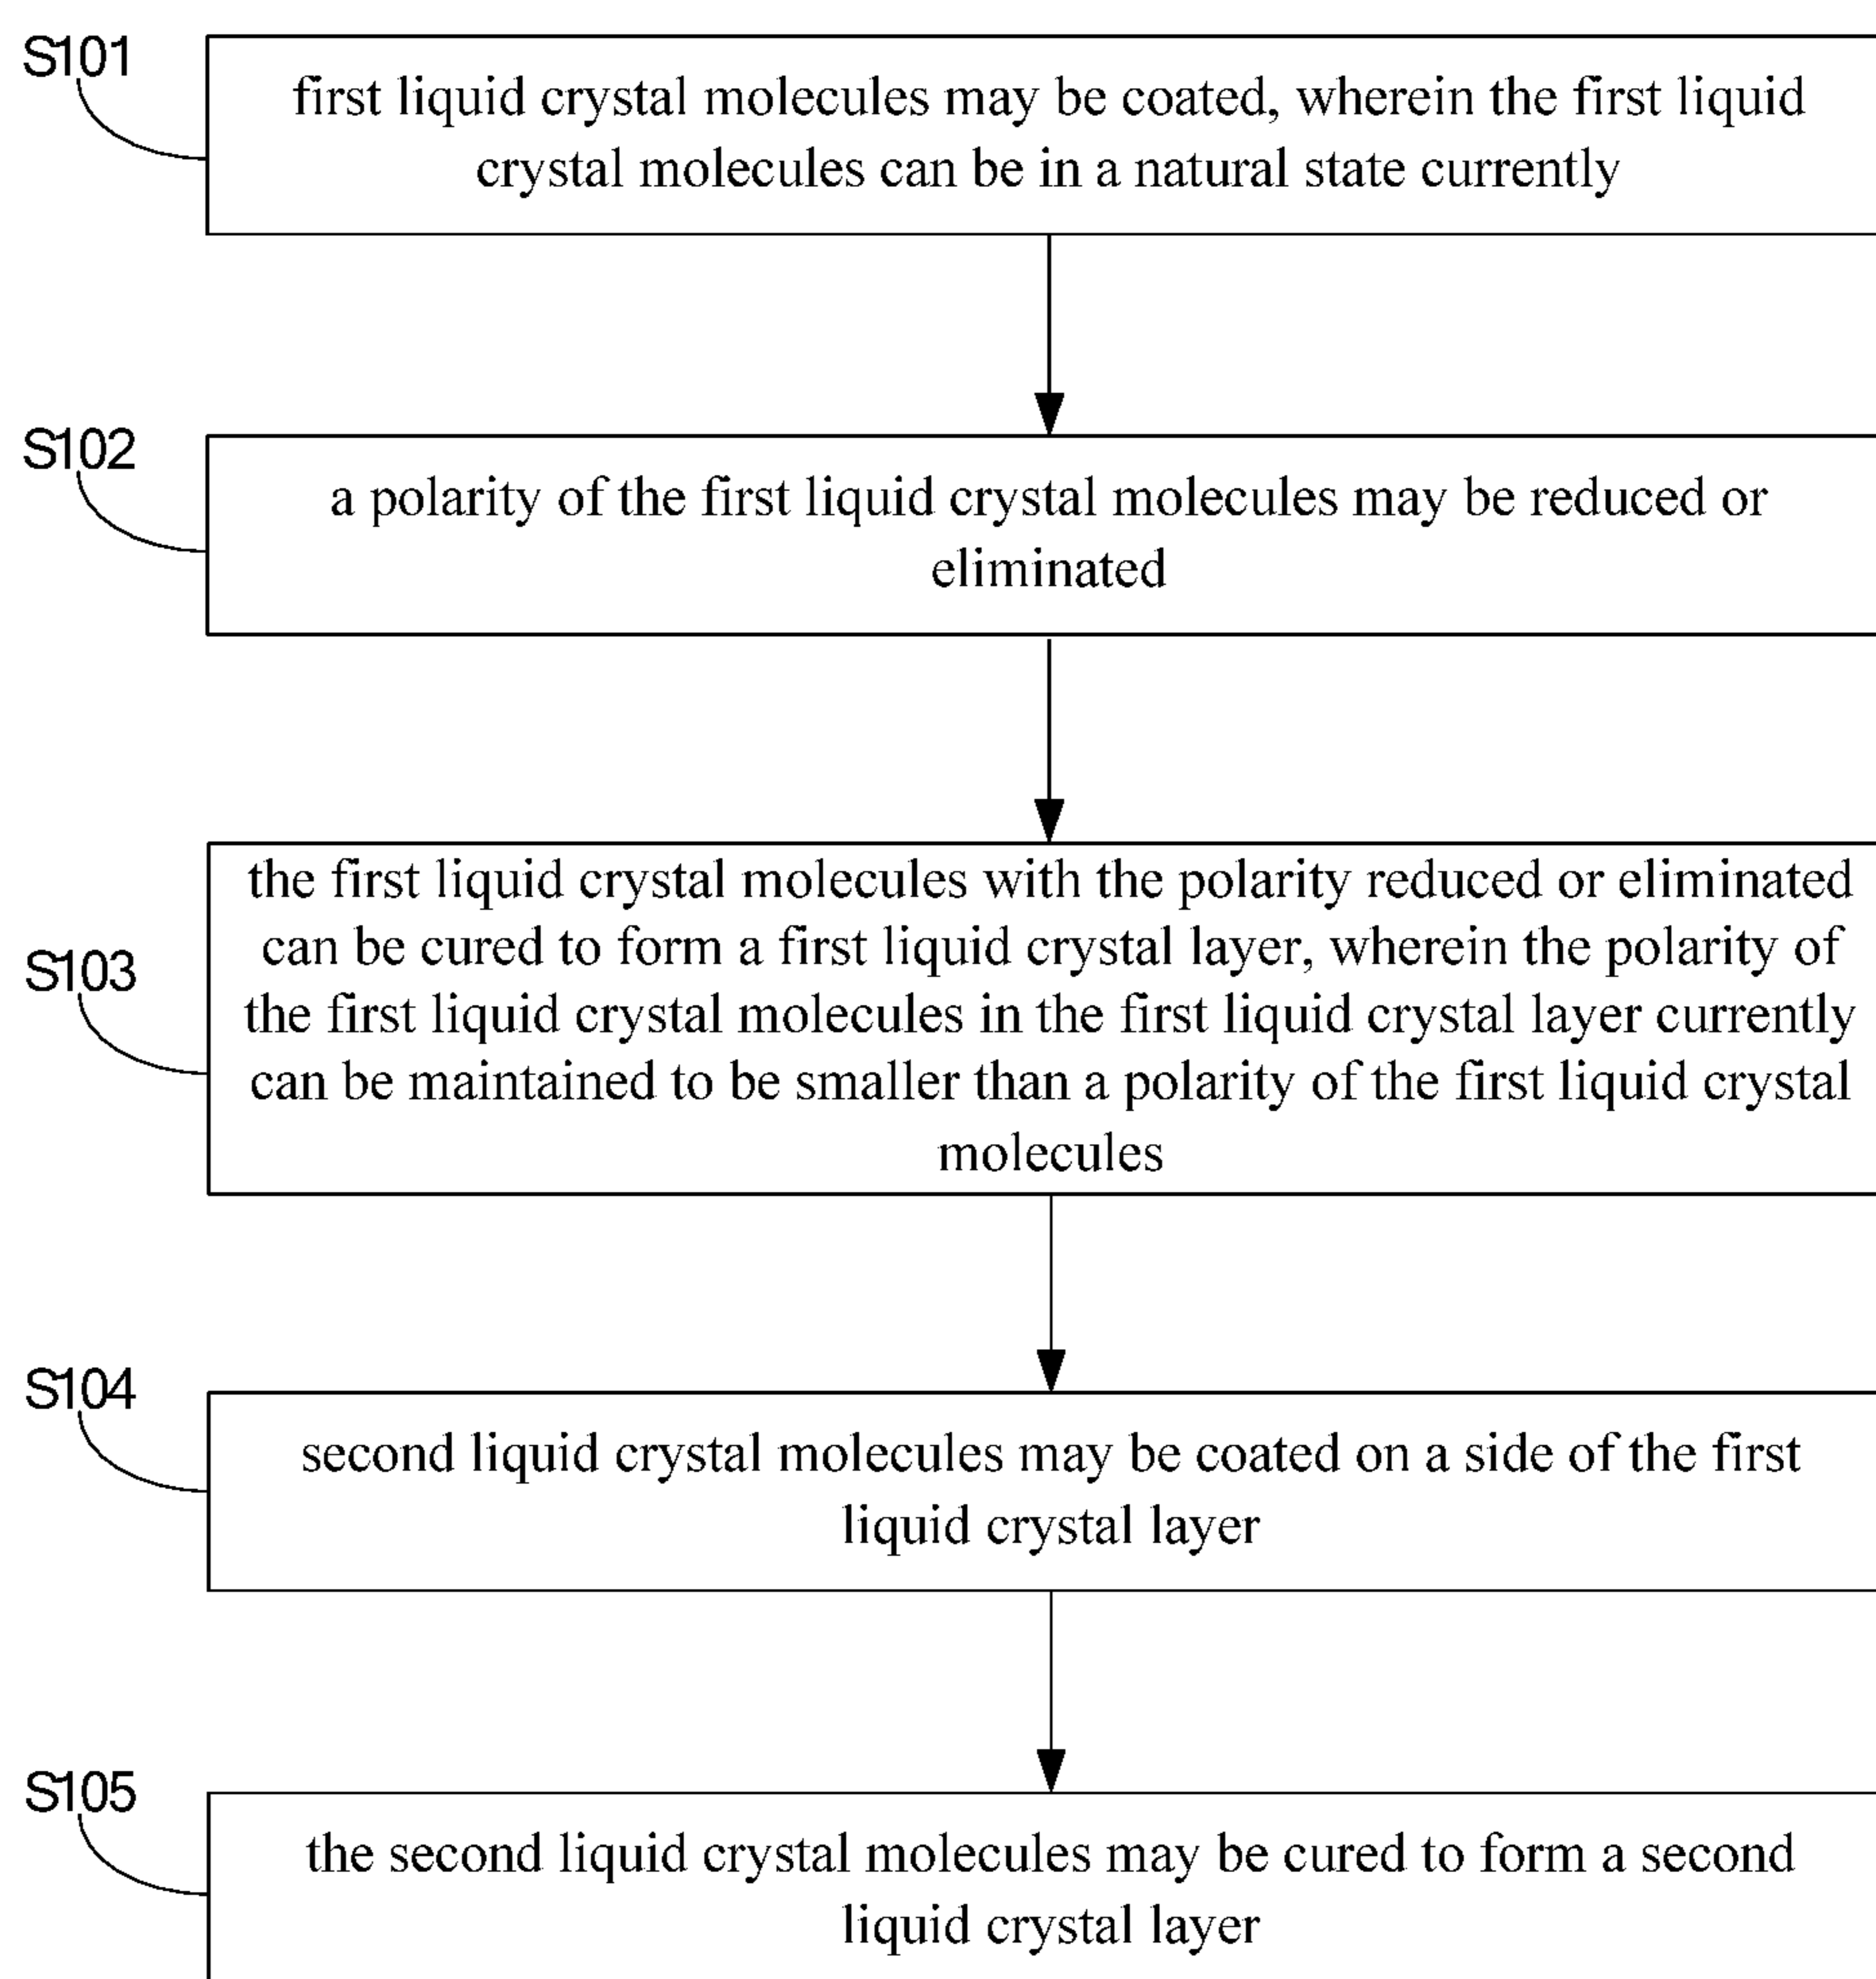 S101
first liquid crystal molecules may be coated, wherein the first liquid
crystal molecules can be in a natural state currently
S102
a polarity of the first liquid crystal molecules may be reduced or
eliminated
S103
the first liquid crystal molecules with the polarity reduced or eliminated
can be cured to form a first liquid crystal layer, wherein the polarity of
the first liquid crystal molecules in the first liquid crystal layer currently
can be maintained to be smaller than a polarity of the first liquid crystal
molecules
S104
second liquid crystal molecules may be coated on a side of the first
liquid crystal layer
S105
the second liquid crystal molecules may be cured to form a second
liquid crystal layer